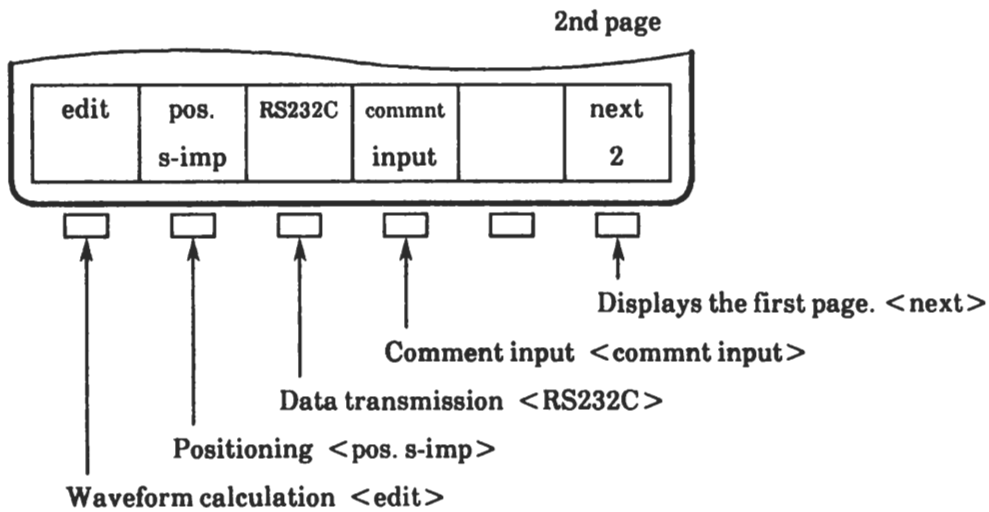 2nd page
edit
pos.
s-imp
RS232C
commnt
input
next
2
Displays the first page. <next>
Comment input <commnt input>
Data transmission <RS232C>
Positioning <pos. s-imp>
Waveform calculation <edit>